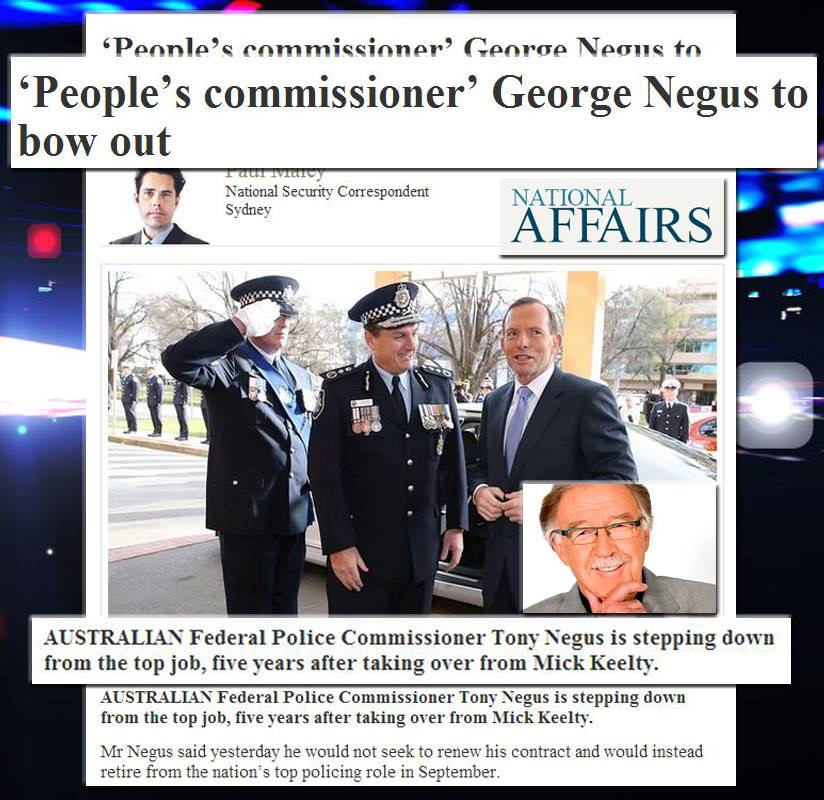 ‘People’s commissioner’ George Negus to
‘People’s commissioner’ George Negus to
bow out
Paul Maley
National Security Correspondent
Sydney
NATIONAL
AFFAIRS
AUSTRALIAN Federal Police Commissioner Tony Negus is stepping down
from the top job, five years after taking over from Mick Keelty.
AUSTRALIAN Federal Police Commissioner Tony Negus is stepping down
from the top job, five years after taking over from Mick Keelty.
Mr Negus said yesterday he would not seek to renew his contract and would instead
retire from the nation’s top policing role in September.